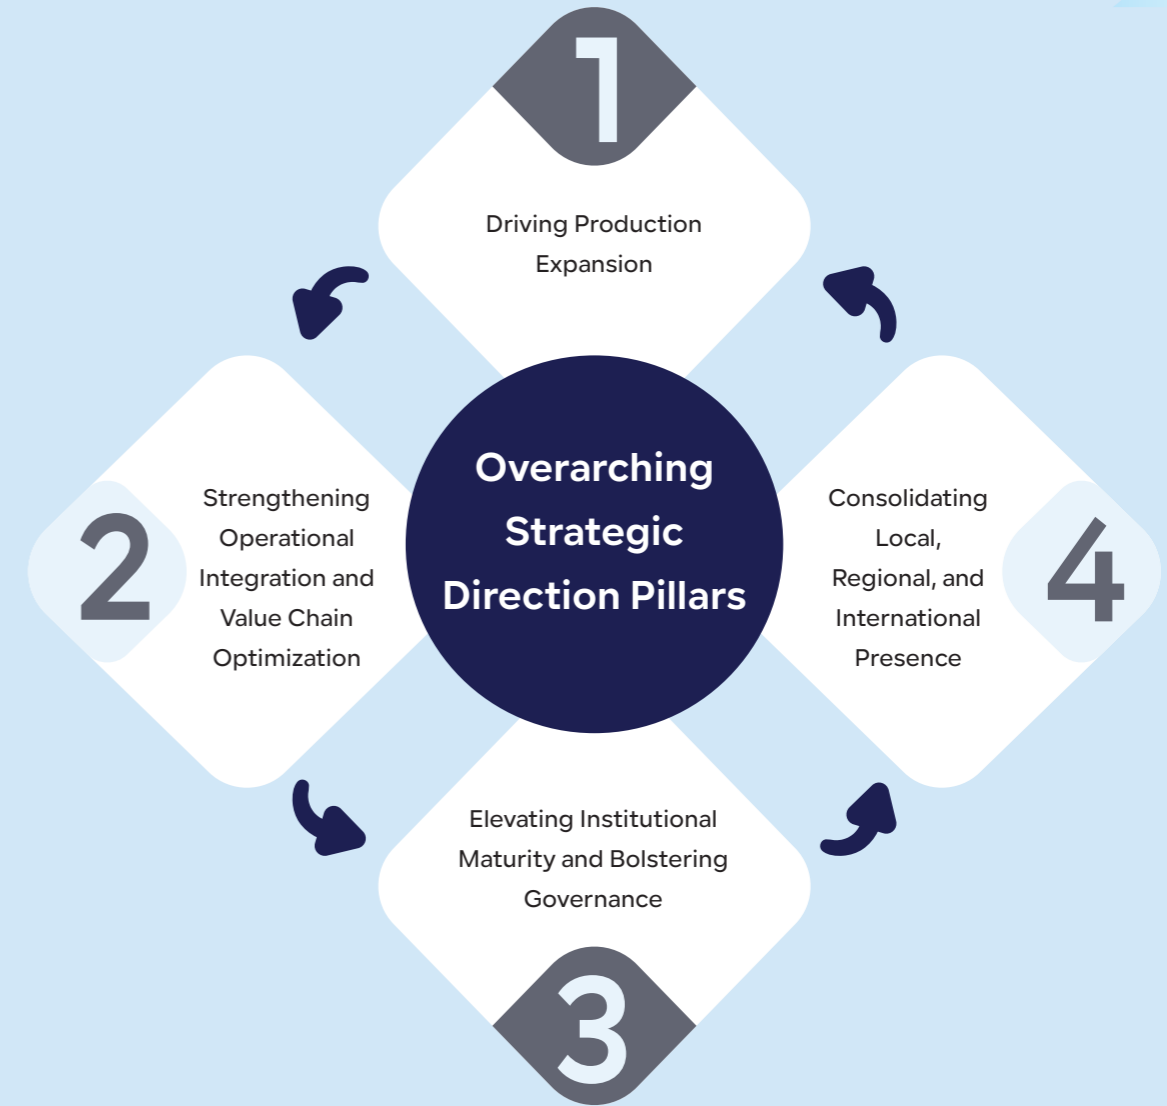 1
Driving Production
Expansion
Overarching
Strategic
Direction Pillars
2
Strengthening
Operational
Integration and
Value Chain
Optimization
3
Elevating Institutional
Maturity and Bolstering
Governance
4
Consolidating
Local,
Regional, and
International
Presence